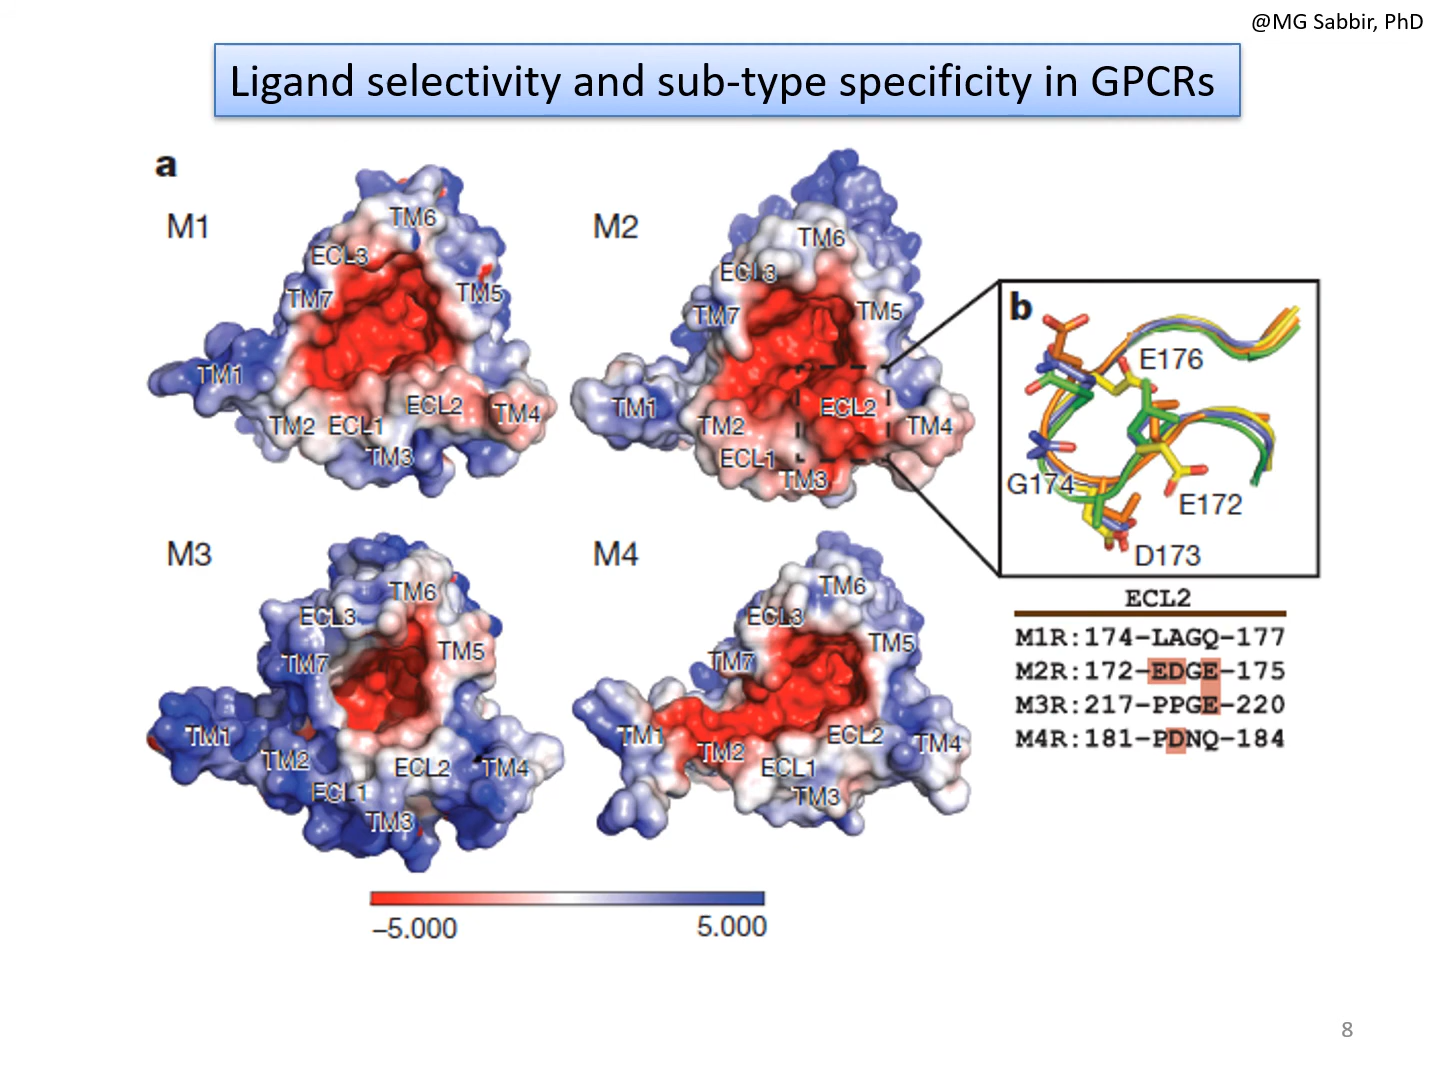 @MG Sabbir, PhD
Ligand selectivity and sub-type specificity in GPCRs
a
M1
TM6
ECL3
TM7
TM5
TM1
ECL2
TM4
TM2
ECL1
TM3
M2
TM6
ECL3
TM7
TM5
TM1
ECL2
TM2
TM4
ECL1
TM3
b
E176
G174
E172
D173
M3
TM6
ECL3
TM7
TM5
TM1
TM2
ECL2
TM4
ECL1
TM3
M4
TM6
ECL3
TM5
TM7
TM1
ECL2
TM4
TM2
ECL1
TM3
ECL2
M1R:174-LAGQ-177
M2R:172-EDGE-175
M3R:217-PPGE-220
M4R:181-PDNQ-184
–5.000
5.000
8